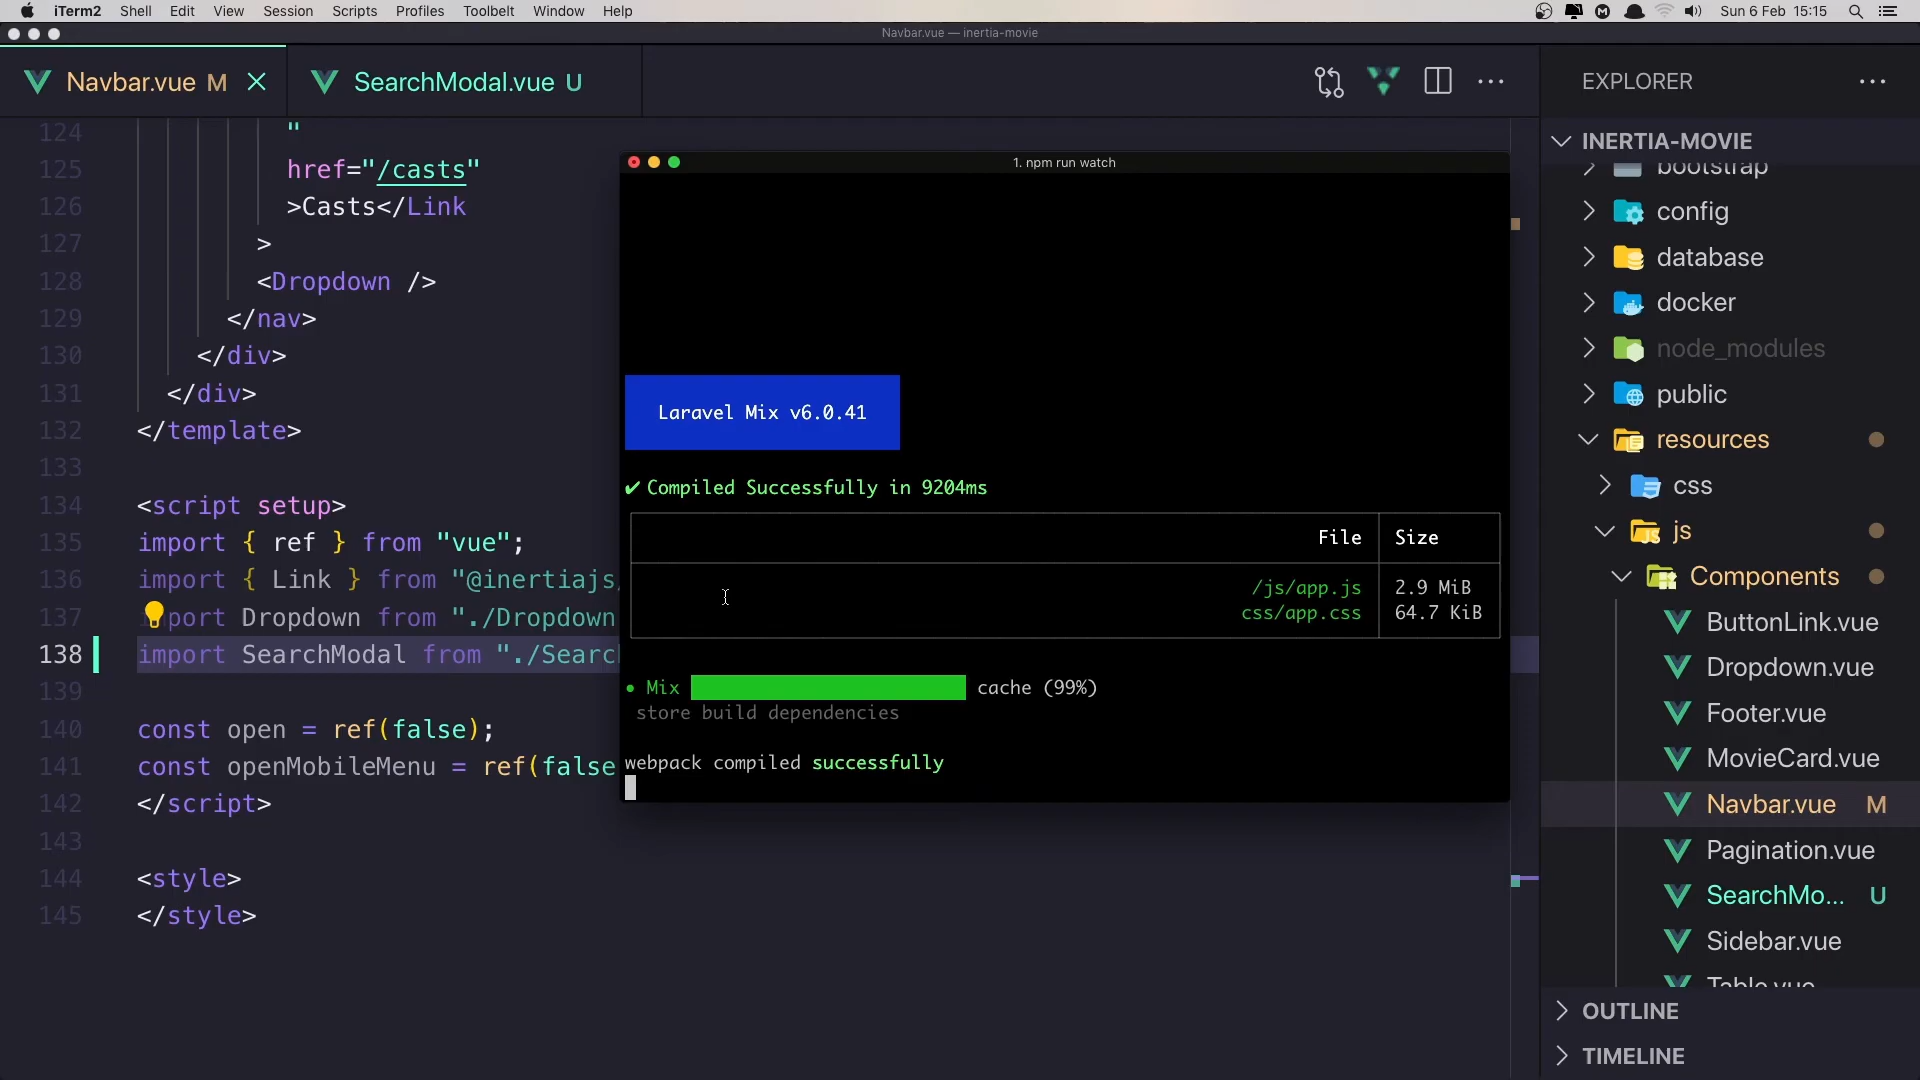 iTerm2 Shell Edit View Session Scripts Profiles Toolbelt Window Help Sun 6 Feb 15:15
Navbar.vue — inertia-movie
Navbar.vue M SearchModal.vue U
124 "
125 href="/casts"
126 >Casts</Link
127 >
128 <Dropdown />
129 </nav>
130 </div>
131 </div>
132 </template>
133
134 <script setup>
135 import { ref } from "vue";
136 import { Link } from "@inertiajs/
137 port Dropdown from "./Dropdown
138 import SearchModal from "./Searc
139
140 const open = ref(false);
141 const openMobileMenu = ref(false
142 </script>
143
144 <style>
145 </style>
1. npm run watch
Laravel Mix v6.0.41
✔ Compiled Successfully in 9204ms
File Size
/js/app.js 2.9 MiB
css/app.css 64.7 KiB
● Mix cache (99%)
store build dependencies
webpack compiled successfully
EXPLORER
INERTIA-MOVIE
bootstrap
config
database
docker
node_modules
public
resources
css
js
Components
ButtonLink.vue
Dropdown.vue
Footer.vue
MovieCard.vue
Navbar.vue M
Pagination.vue
SearchMo... U
Sidebar.vue
Table.vue
OUTLINE
TIMELINE